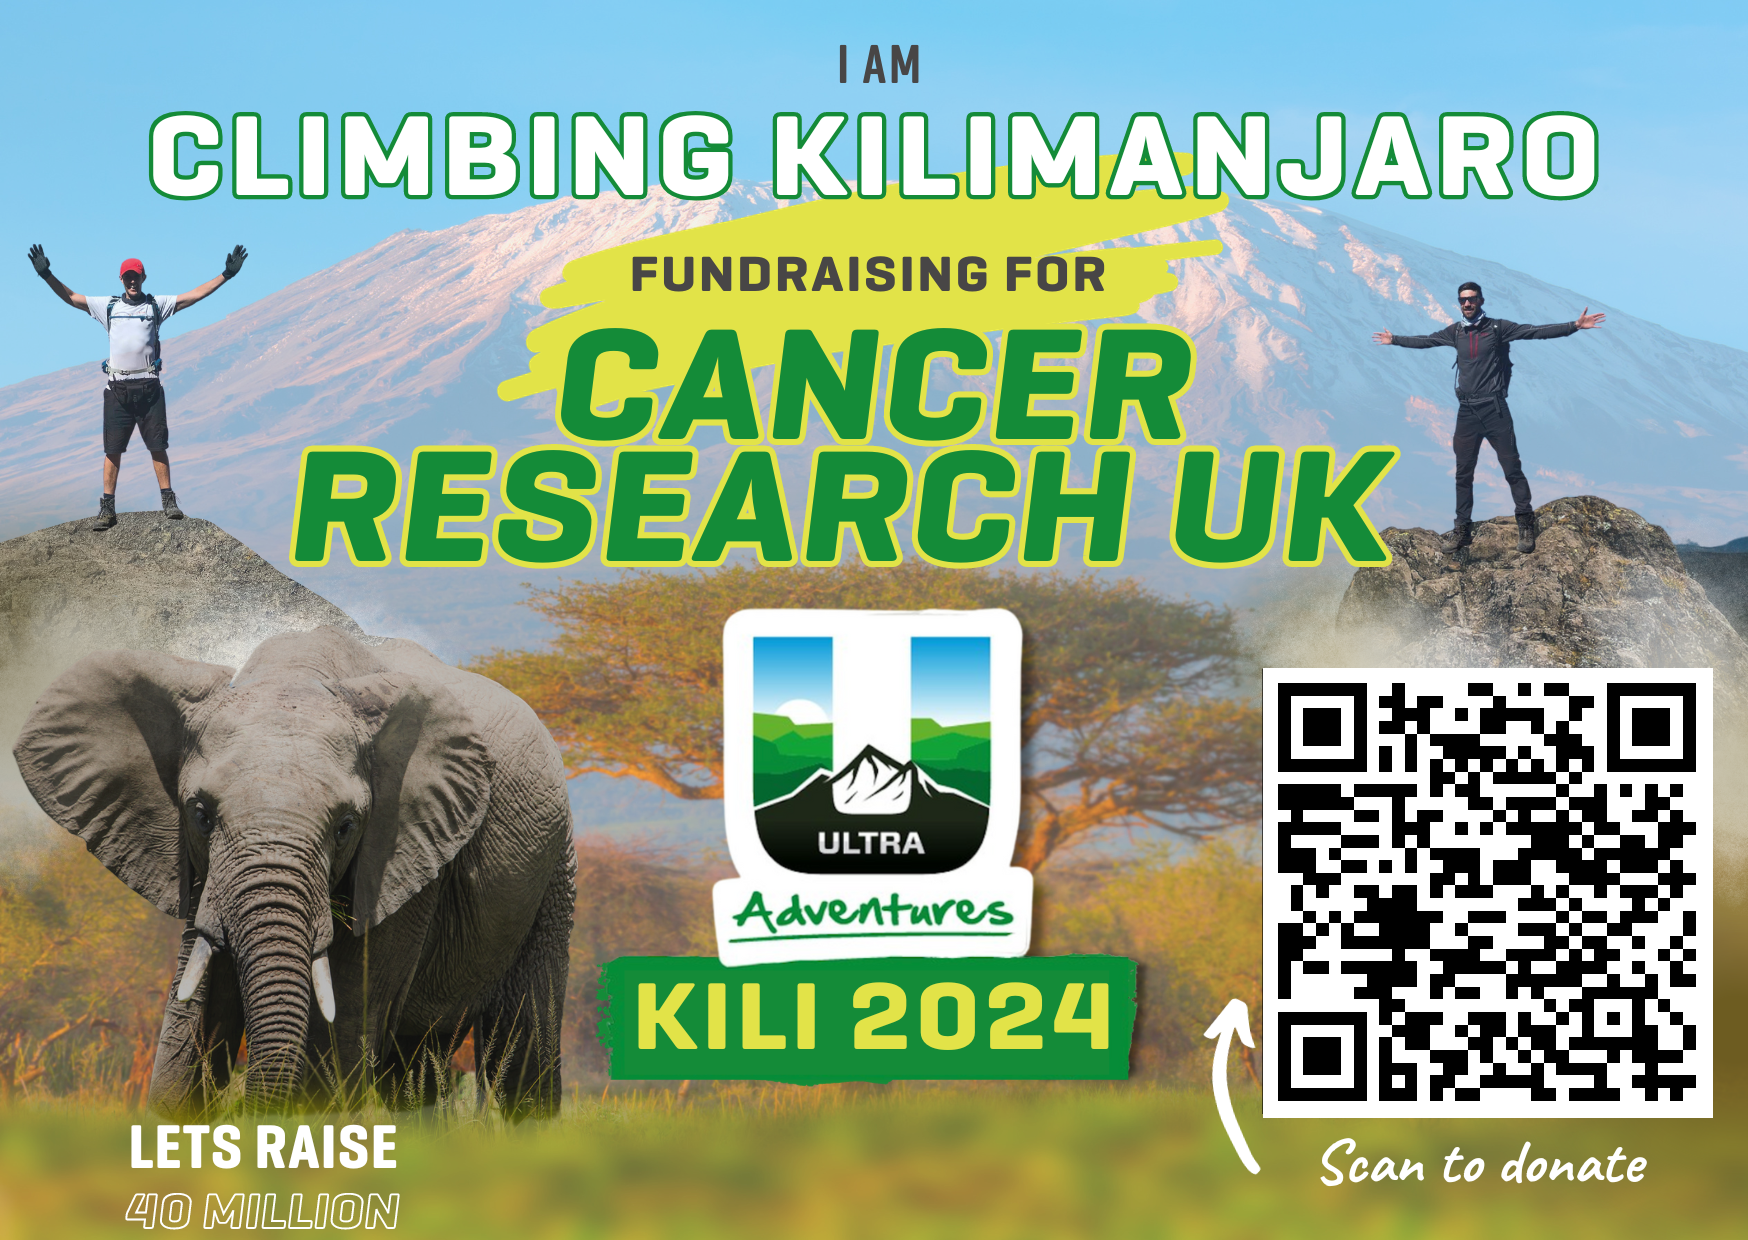 I AM
CLIMBING KILIMANJARO
FUNDRAISING FOR
CANCER
RESEARCH UK
ULTRA
Adventures
KILI 2024
LETS RAISE
40 MILLION
Scan to donate